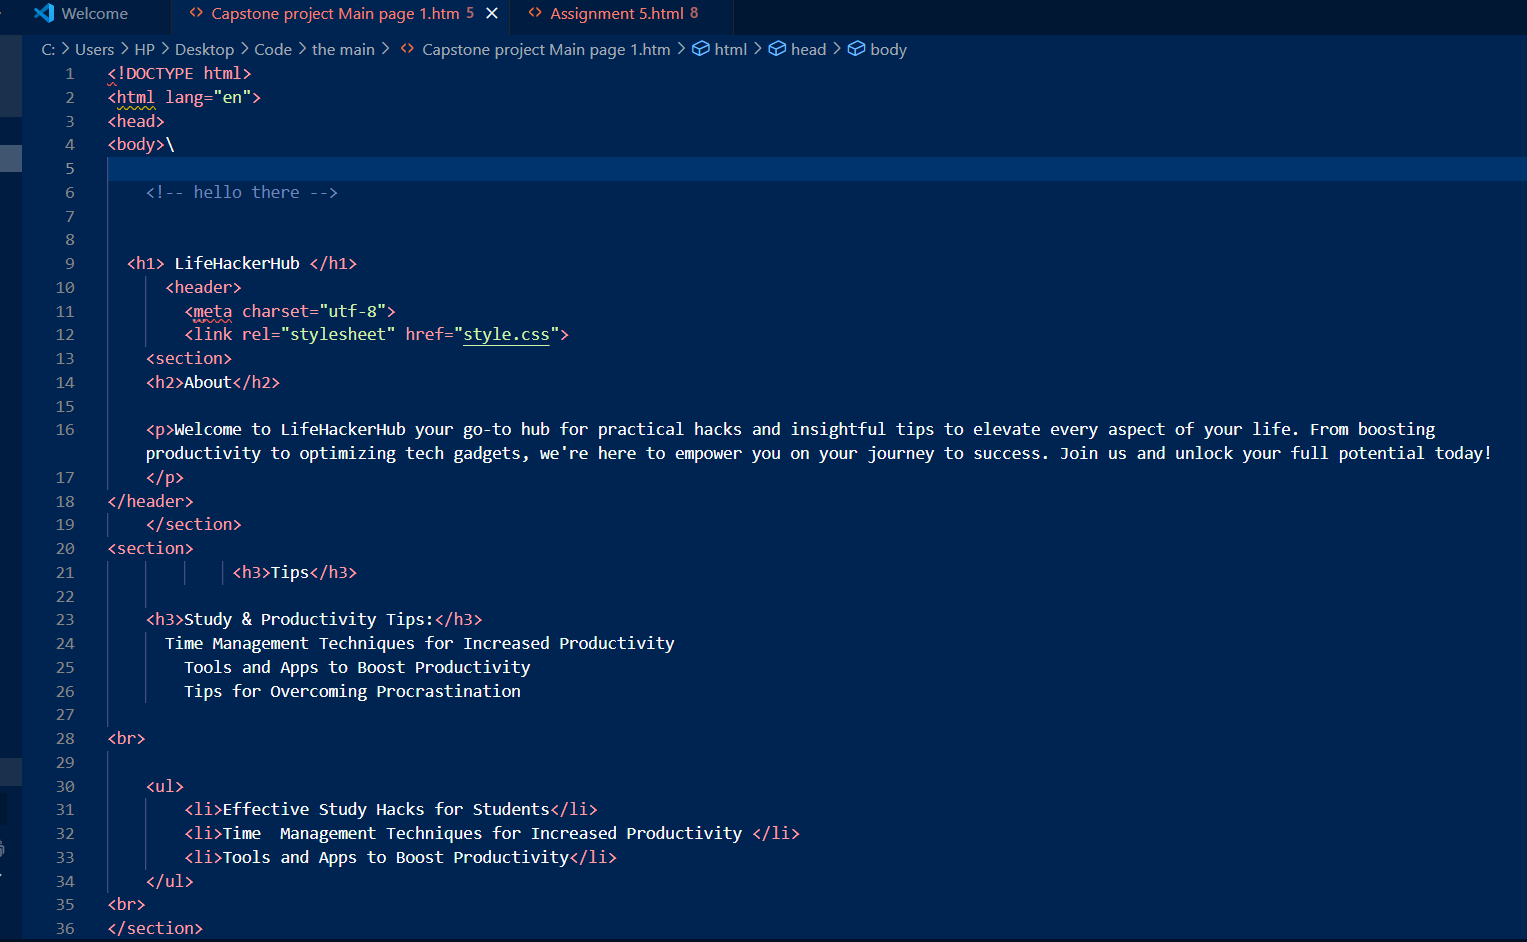 Welcome
Capstone project Main page 1.htm 5
Assignment 5.html 8
C: > Users > HP > Desktop > Code > the main > <> Capstone project Main page 1.htm > html > head > body
1 <!DOCTYPE html>
2 <html lang="en">
3 <head>
4 <body>\
5
6 <!-- hello there -->
7
8
9 <h1> LifeHackerHub </h1>
10 <header>
11 <meta charset="utf-8">
12 <link rel="stylesheet" href="style.css">
13 <section>
14 <h2>About</h2>
15
16 <p>Welcome to LifeHackerHub your go-to hub for practical hacks and insightful tips to elevate every aspect of your life. From boosting
productivity to optimizing tech gadgets, we're here to empower you on your journey to success. Join us and unlock your full potential today!
17 </p>
18 </header>
19 </section>
20 <section>
21 <h3>Tips</h3>
22
23 <h3>Study & Productivity Tips:</h3>
24 Time Management Techniques for Increased Productivity
25 Tools and Apps to Boost Productivity
26 Tips for Overcoming Procrastination
27
28 <br>
29
30 <ul>
31 <li>Effective Study Hacks for Students</li>
32 <li>Time  Management Techniques for Increased Productivity </li>
33 <li>Tools and Apps to Boost Productivity</li>
34 </ul>
35 <br>
36 </section>